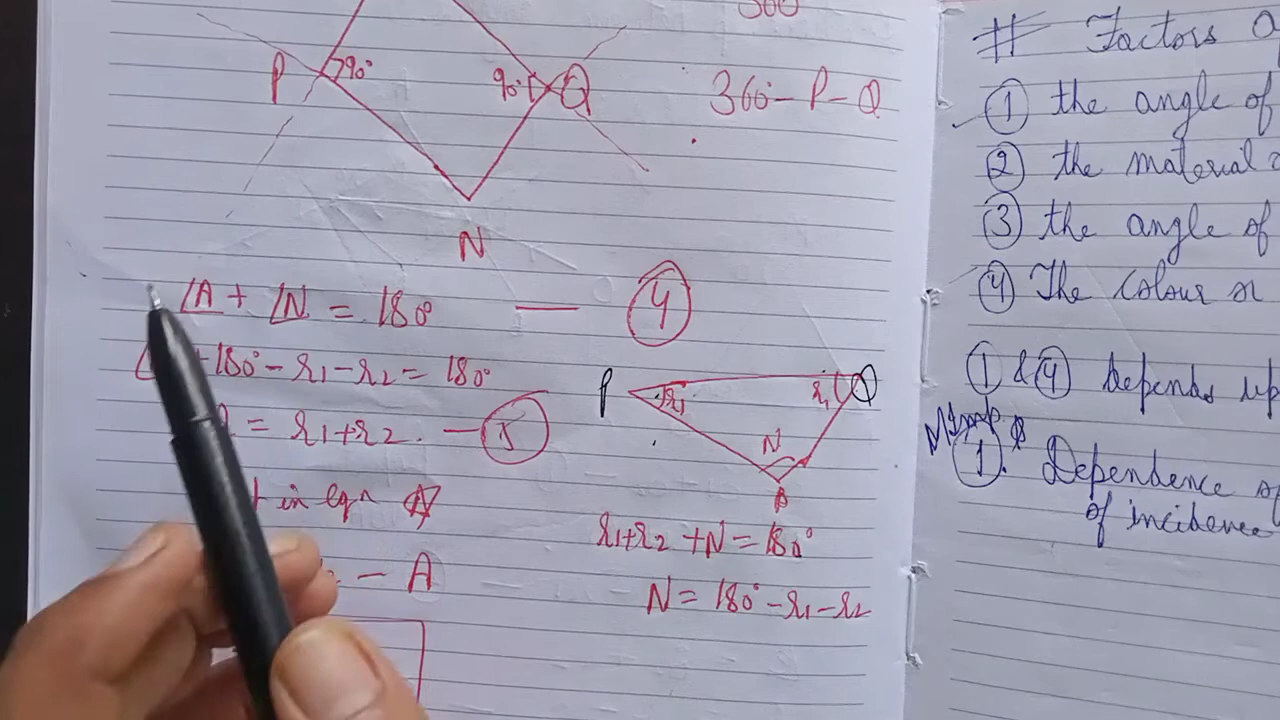 P 90° 90° Q
360° - P - Q
N
∠A + ∠N = 180° — (4)
+ 180° - r1 - r2 = 180°
= r1 + r2. — (5)
in eqn
- A
P r1 r1 Q
N
r1 + r2 + N = 180°
N = 180° - r1 - r2
# Factors
(1) the angle of
(2) the material
(3) the angle of
(4) The colour or
(1) & (4) Depends
(1). Dependence
of incidence